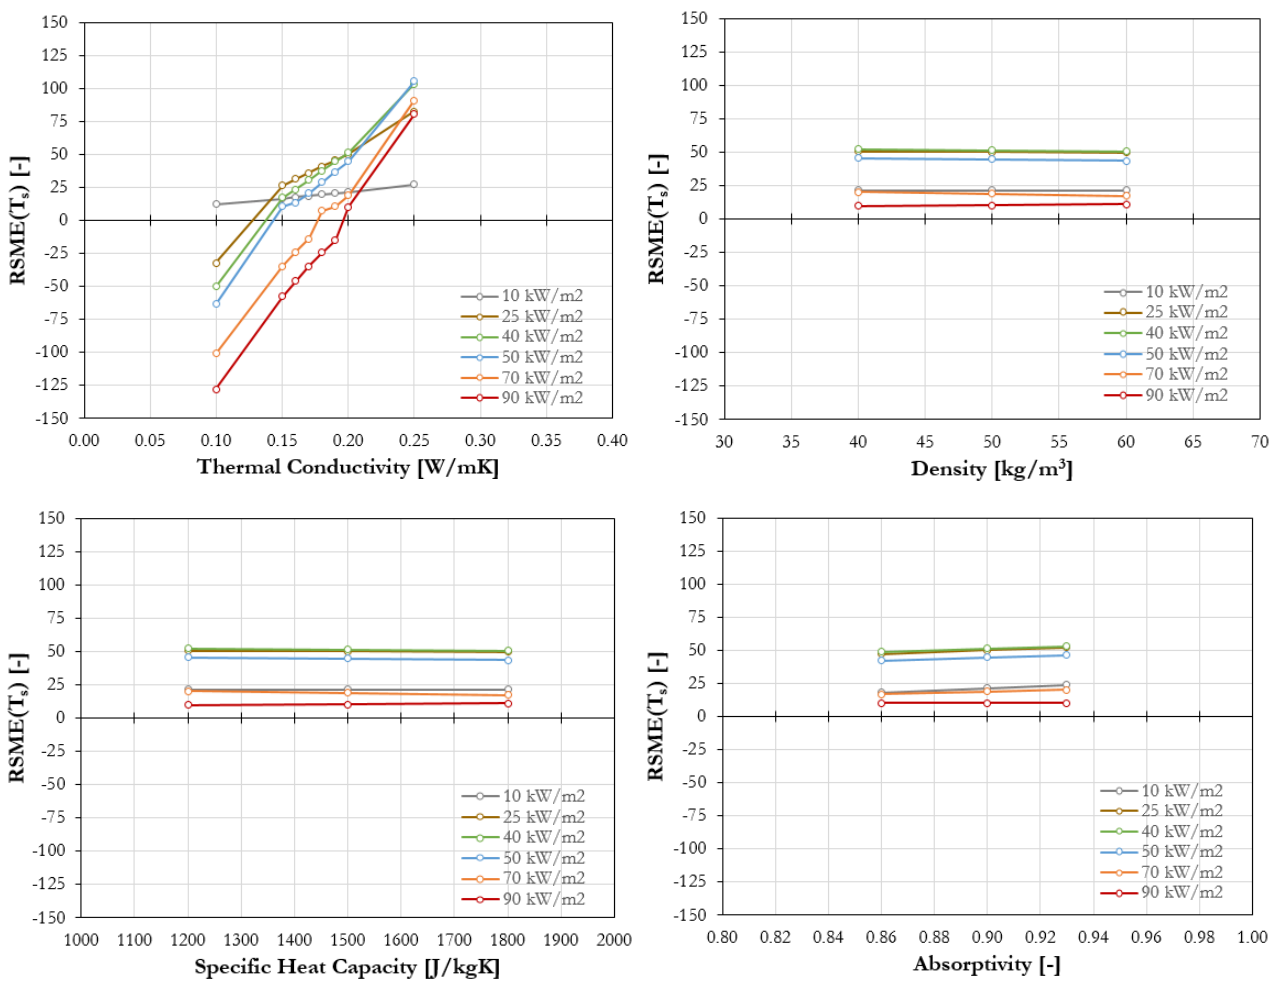 150
125
100
75
50
25
0
-25
-50
-75
-100
-125
-150
RSME(Tₛ) [-]
10 kW/m2
25 kW/m2
40 kW/m2
50 kW/m2
70 kW/m2
90 kW/m2
0.00 0.05 0.10 0.15 0.20 0.25 0.30 0.35 0.40
Thermal Conductivity [W/mK]
150
125
100
75
50
25
0
-25
-50
-75
-100
-125
-150
RSME(Tₛ) [-]
10 kW/m2
25 kW/m2
40 kW/m2
50 kW/m2
70 kW/m2
90 kW/m2
30 35 40 45 50 55 60 65 70
Density [kg/m³]
150
125
100
75
50
25
0
-25
-50
-75
-100
-125
-150
RSME(Tₛ) [-]
10 kW/m2
25 kW/m2
40 kW/m2
50 kW/m2
70 kW/m2
90 kW/m2
1000 1100 1200 1300 1400 1500 1600 1700 1800 1900 2000
Specific Heat Capacity [J/kgK]
150
125
100
75
50
25
0
-25
-50
-75
-100
-125
-150
RSME(Tₛ) [-]
10 kW/m2
25 kW/m2
40 kW/m2
50 kW/m2
70 kW/m2
90 kW/m2
0.80 0.82 0.84 0.86 0.88 0.90 0.92 0.94 0.96 0.98 1.00
Absorptivity [-]